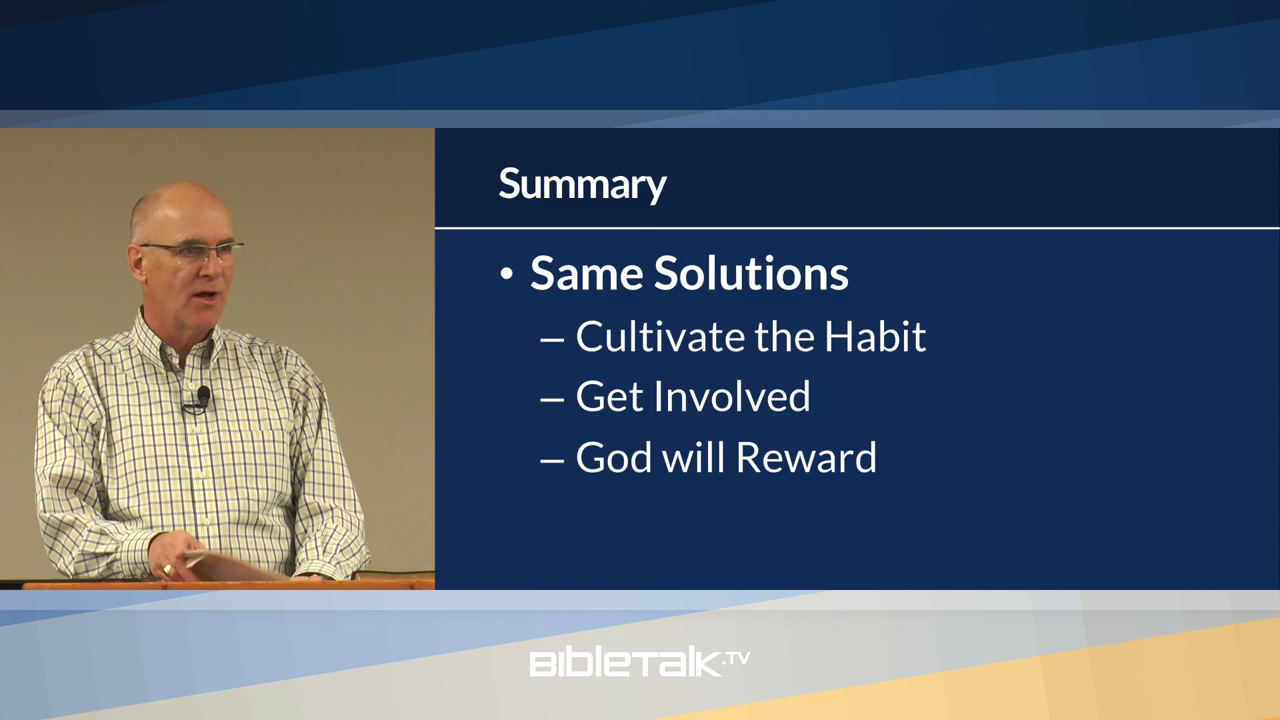 Summary
• Same Solutions
– Cultivate the Habit
– Get Involved
– God will Reward
BibleTalk.TV